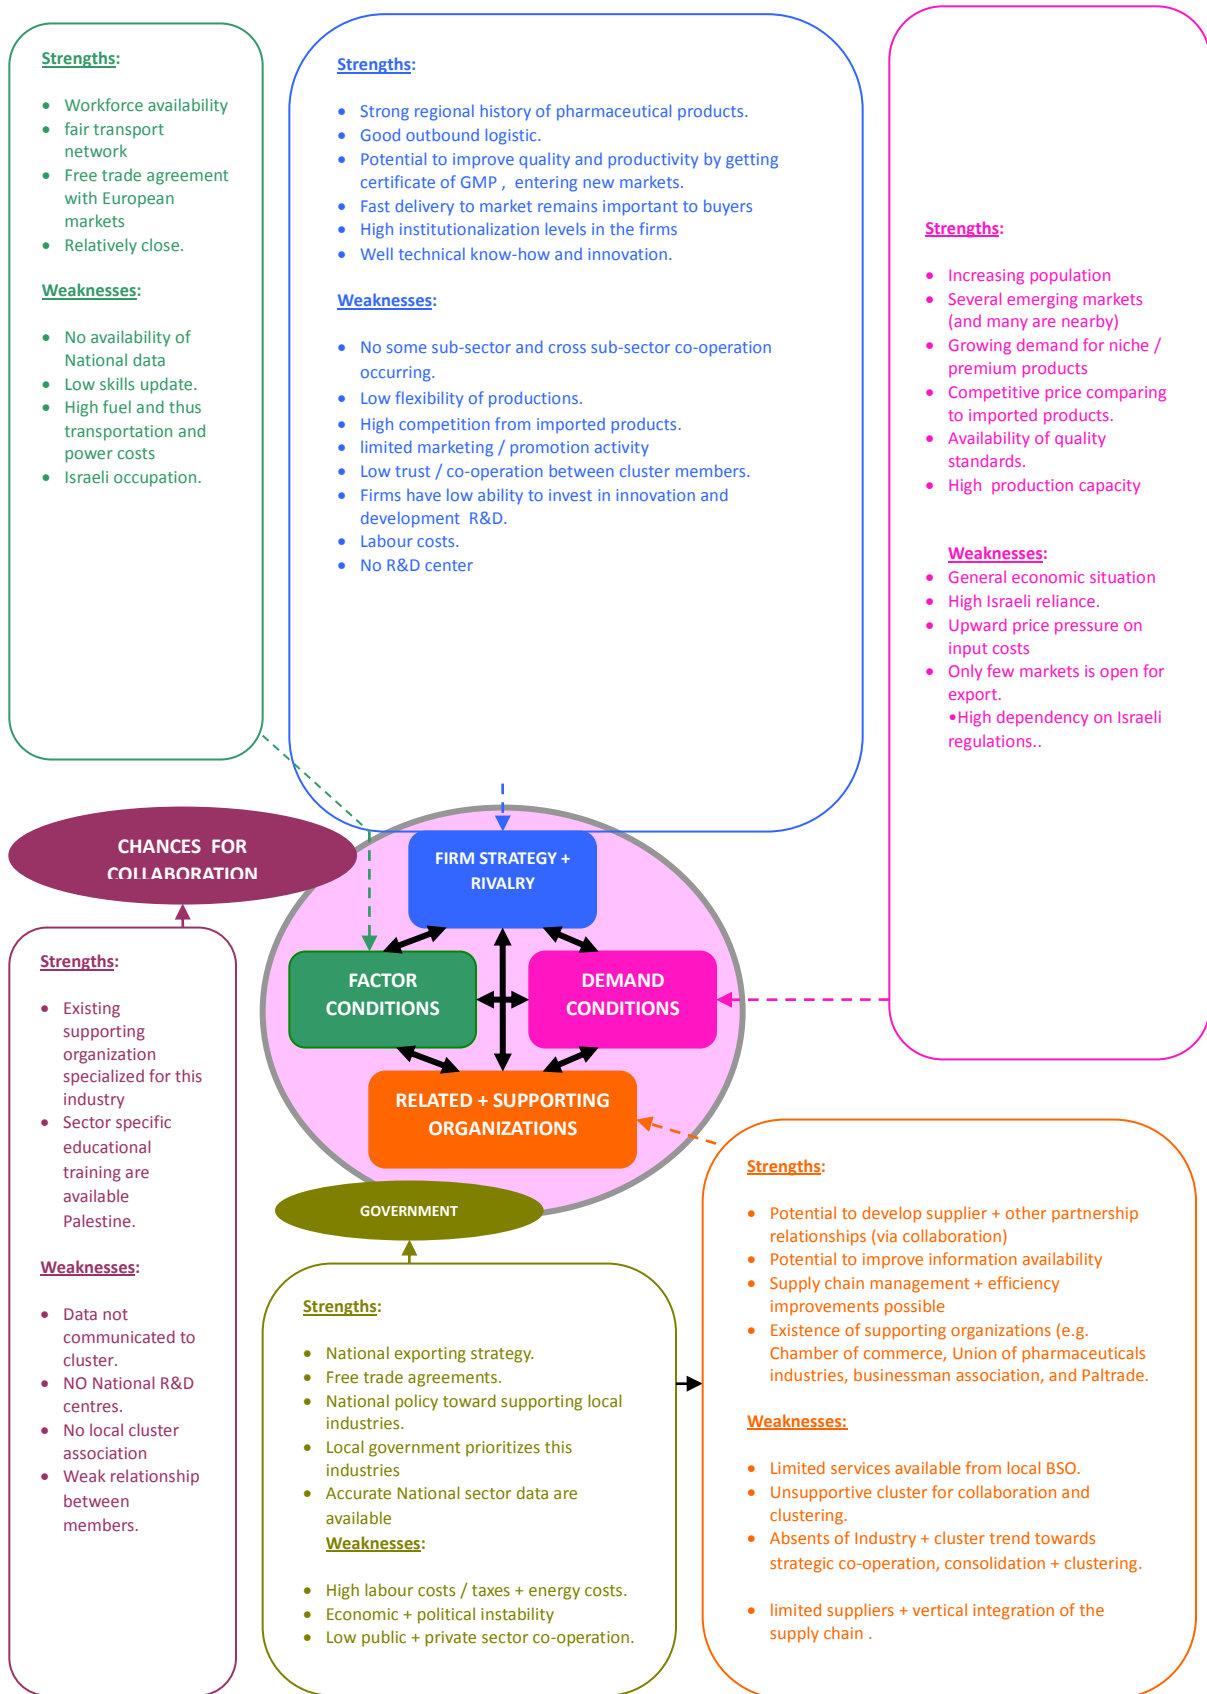 Strengths:
• Workforce availability
• fair transport
network
• Free trade agreement
with European
markets
• Relatively close.
Weaknesses:
• No availability of
National data
• Low skills update.
• High fuel and thus
transportation and
power costs
• Israeli occupation.
Strengths:
• Strong regional history of pharmaceutical products.
• Good outbound logistic.
• Potential to improve quality and productivity by getting
certificate of GMP , entering new markets.
• Fast delivery to market remains important to buyers
• High institutionalization levels in the firms
• Well technical know-how and innovation.
Weaknesses:
• No some sub-sector and cross sub-sector co-operation
occurring.
• Low flexibility of productions.
• High competition from imported products.
• limited marketing / promotion activity
• Low trust / co-operation between cluster members.
• Firms have low ability to invest in innovation and
development R&D.
• Labour costs.
• No R&D center
Strengths:
• Increasing population
• Several emerging markets
(and many are nearby)
• Growing demand for niche /
premium products
• Competitive price comparing
to imported products.
• Availability of quality
standards.
• High production capacity
Weaknesses:
• General economic situation
• High Israeli reliance.
• Upward price pressure on
input costs
• Only few markets is open for
export.
•High dependency on Israeli
regulations..
CHANCES FOR
COLLABORATION
FIRM STRATEGY +
RIVALRY
FACTOR
CONDITIONS
DEMAND
CONDITIONS
RELATED + SUPPORTING
ORGANIZATIONS
GOVERNMENT
Strengths:
• Existing
supporting
organization
specialized for this
industry
• Sector specific
educational
training are
available
Palestine.
Weaknesses:
• Data not
communicated to
cluster.
• NO National R&D
centres.
• No local cluster
association
• Weak relationship
between
members.
Strengths:
• National exporting strategy.
• Free trade agreements.
• National policy toward supporting local
industries.
• Local government prioritizes this
industries
• Accurate National sector data are
available
Weaknesses:
• High labour costs / taxes + energy costs.
• Economic + political instability
• Low public + private sector co-operation.
Strengths:
• Potential to develop supplier + other partnership
relationships (via collaboration)
• Potential to improve information availability
• Supply chain management + efficiency
improvements possible
• Existence of supporting organizations (e.g.
Chamber of commerce, Union of pharmaceuticals
industries, businessman association, and Paltrade.
Weaknesses:
• Limited services available from local BSO.
• Unsupportive cluster for collaboration and
clustering.
• Absents of Industry + cluster trend towards
strategic co-operation, consolidation + clustering.
• limited suppliers + vertical integration of the
supply chain .